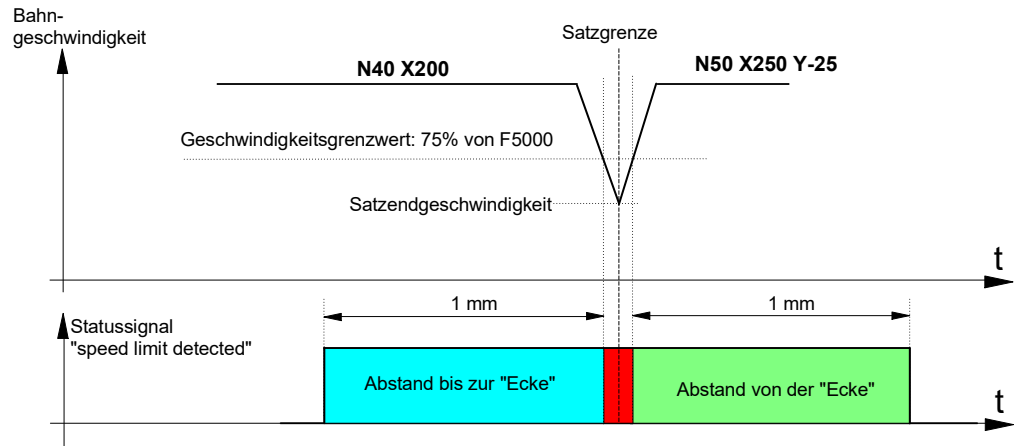 Bahn-
geschwindigkeit
Satzgrenze
N40 X200
N50 X250 Y-25
Geschwindigkeitsgrenzwert: 75% von F5000
Satzendgeschwindigkeit
t
1 mm
1 mm
Statussignal
"speed limit detected"
Abstand bis zur "Ecke"
Abstand von der "Ecke"
t